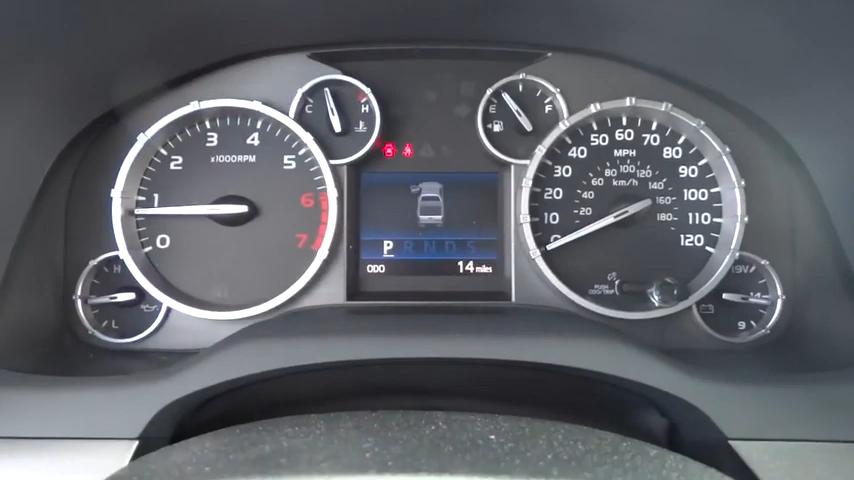 0 1 2 3 4 5 6 7
x1000RPM
C H
E F
0 10 20 30 40 50 60 70 80 90 100 110 120
MPH
20 40 60 80 100 120 140 160 180
km/h
H
L
P R N D S
ODO 14 miles
PUSH
ODO/TRIP
19V
14
9